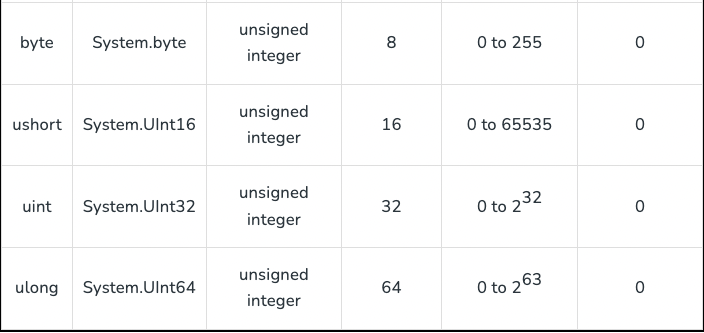 byte System.byte unsigned integer 8 0 to 255 0
ushort System.UInt16 unsigned integer 16 0 to 65535 0
uint System.UInt32 unsigned integer 32 0 to 2^32 0
ulong System.UInt64 unsigned integer 64 0 to 2^63 0